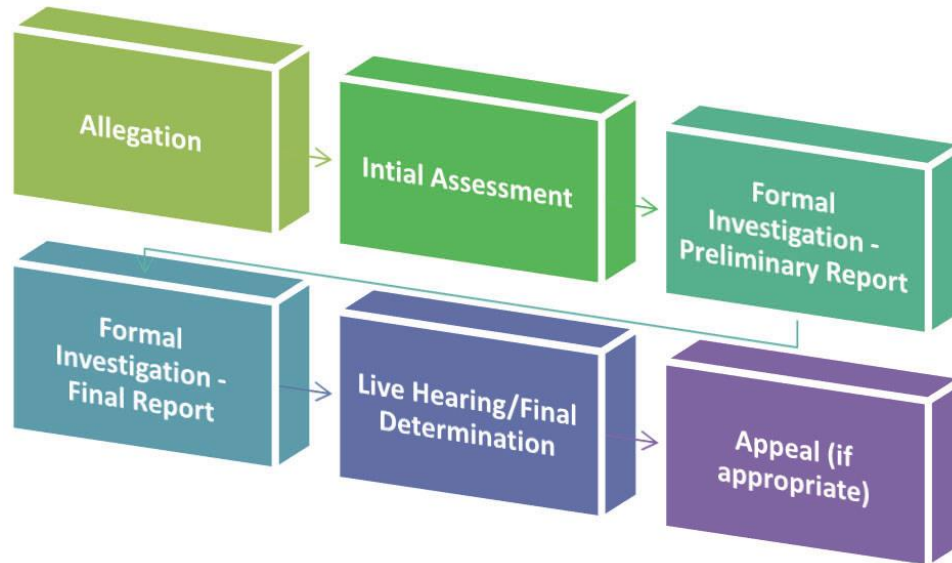 Allegation
Intial Assessment
Formal
Investigation -
Preliminary Report
Formal
Investigation -
Final Report
Live Hearing/Final
Determination
Appeal (if
appropriate)